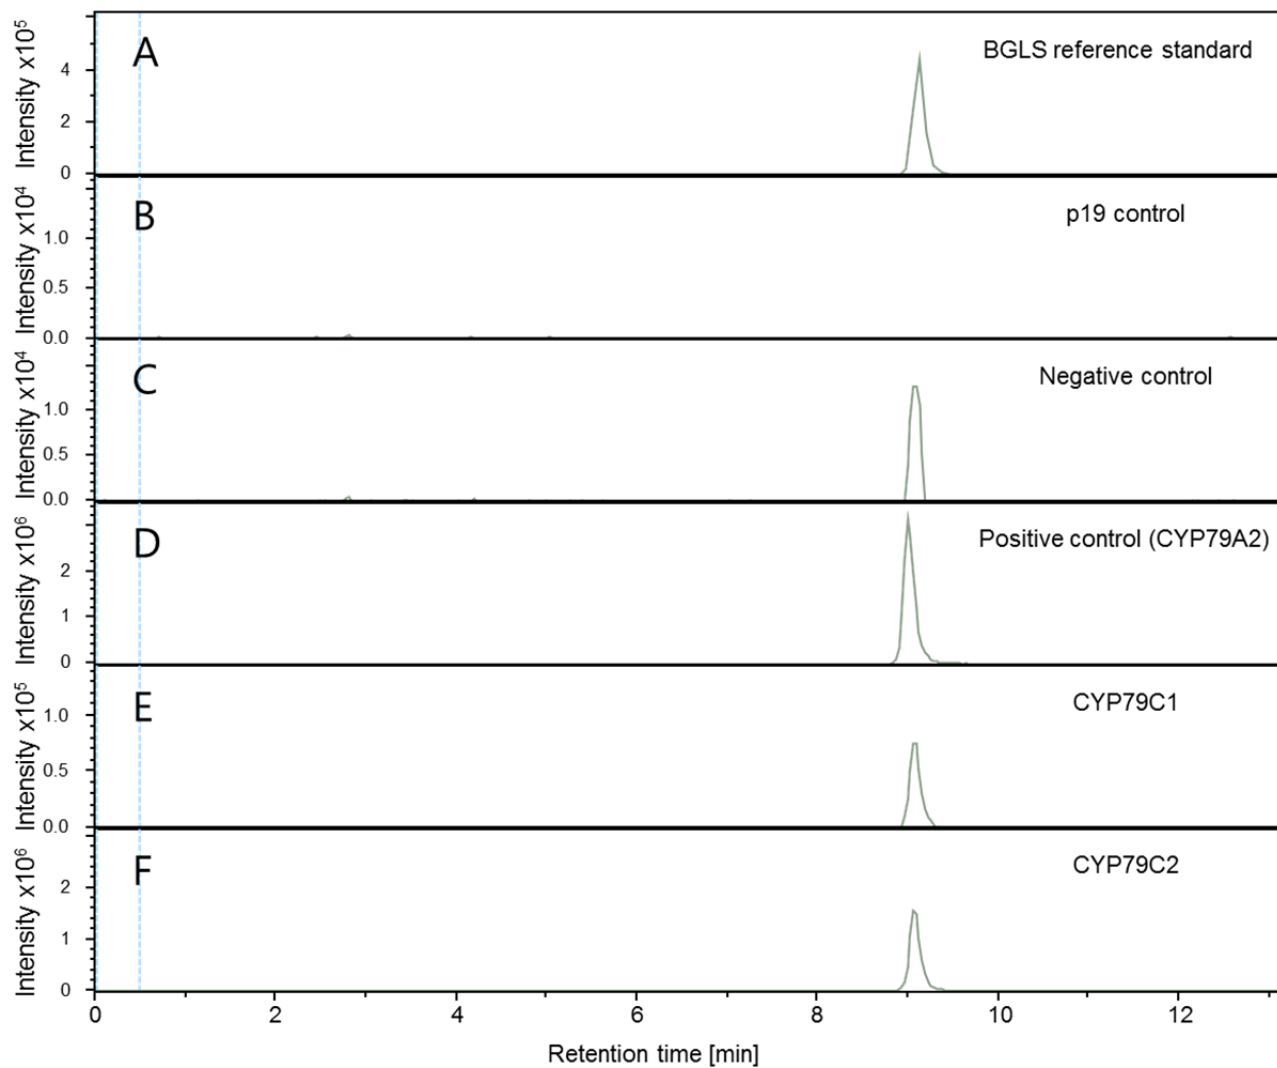 Intensity x10⁵
A
BGLS reference standard
4
2
0
Intensity x10⁴
B
p19 control
1.0
0.5
0.0
Intensity x10⁴
C
Negative control
1.0
0.5
0.0
Intensity x10⁶
D
Positive control (CYP79A2)
2
1
0
Intensity x10⁵
E
CYP79C1
1.0
0.5
0.0
Intensity x10⁶
F
CYP79C2
2
1
0
0 2 4 6 8 10 12
Retention time [min]